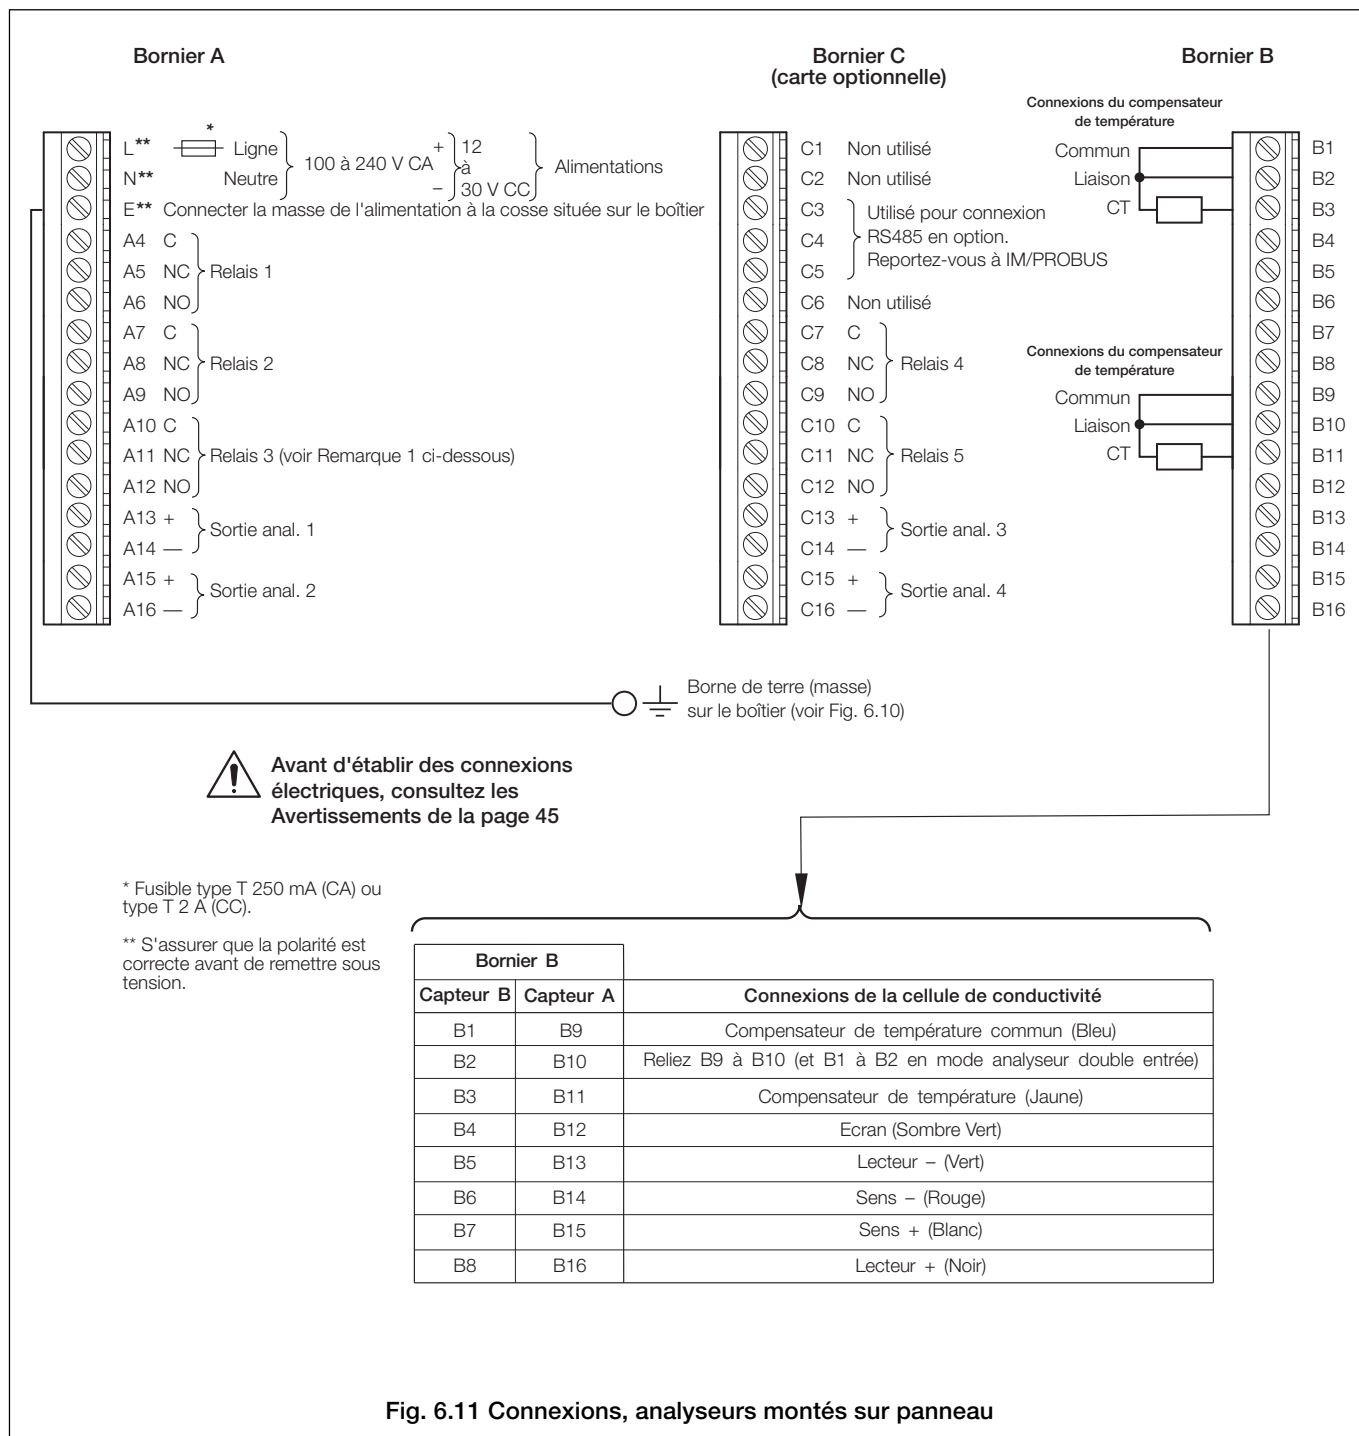 Bornier A
L** * Ligne
N** Neutre
100 à 240 V CA
+ 12
à
– 30 V CC
Alimentations
E** Connecter la masse de l'alimentation à la cosse située sur le boîtier
A4 C
A5 NC Relais 1
A6 NO
A7 C
A8 NC Relais 2
A9 NO
A10 C
A11 NC Relais 3 (voir Remarque 1 ci-dessous)
A12 NO
A13 +
Sortie anal. 1
A14 —
A15 +
Sortie anal. 2
A16 —
Bornier C
(carte optionnelle)
C1 Non utilisé
C2 Non utilisé
C3
C4
C5
Utilisé pour connexion
RS485 en option.
Reportez-vous à IM/PROBUS
C6 Non utilisé
C7 C
C8 NC Relais 4
C9 NO
C10 C
C11 NC Relais 5
C12 NO
C13 +
Sortie anal. 3
C14 —
C15 +
Sortie anal. 4
C16 —
Bornier B
Connexions du compensateur
de température
Commun B1
Liaison B2
CT B3
B4
B5
B6
B7
B8
Connexions du compensateur
de température
Commun B9
Liaison B10
CT B11
B12
B13
B14
B15
B16
Borne de terre (masse)
sur le boîtier (voir Fig. 6.10)
Avant d'établir des connexions
électriques, consultez les
Avertissements de la page 45
* Fusible type T 250 mA (CA) ou
type T 2 A (CC).
** S'assurer que la polarité est
correcte avant de remettre sous
tension.
Bornier B
Capteur B Capteur A Connexions de la cellule de conductivité
B1 B9 Compensateur de température commun (Bleu)
B2 B10 Reliez B9 à B10 (et B1 à B2 en mode analyseur double entrée)
B3 B11 Compensateur de température (Jaune)
B4 B12 Ecran (Sombre Vert)
B5 B13 Lecteur – (Vert)
B6 B14 Sens – (Rouge)
B7 B15 Sens + (Blanc)
B8 B16 Lecteur + (Noir)
Fig. 6.11 Connexions, analyseurs montés sur panneau